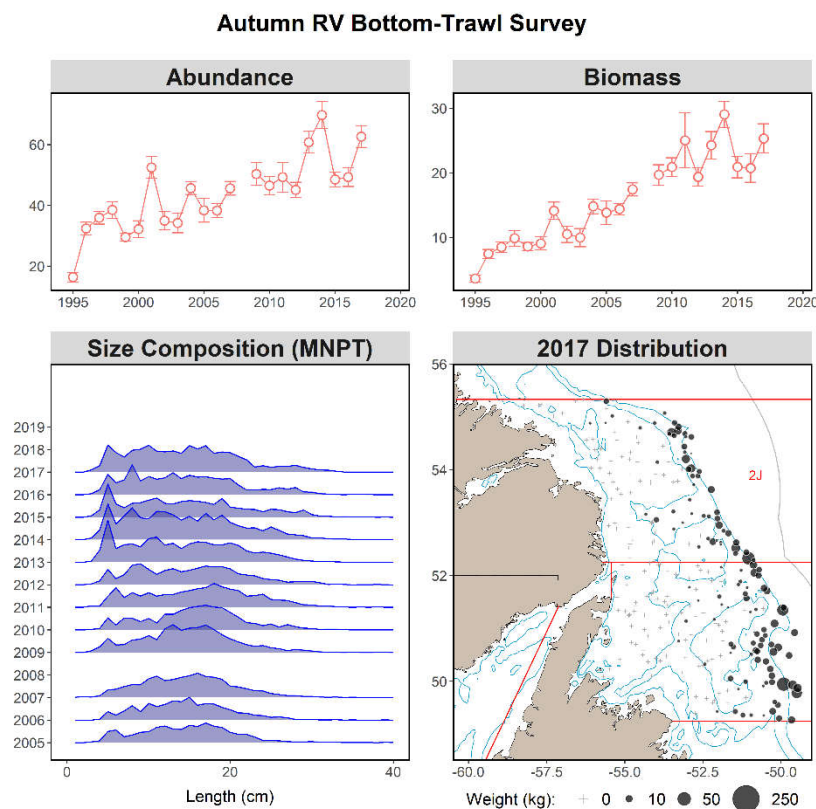 Autumn RV Bottom-Trawl Survey
Abundance
Biomass
60
40
20
30
20
10
1995 2000 2005 2010 2015 2020
1995 2000 2005 2010 2015 2020
Size Composition (MNPT)
2017 Distribution
2019
2018
2017
2016
2015
2014
2013
2012
2011
2010
2009
2008
2007
2006
2005
0 20 40
Length (cm)
56
54
52
50
2J
-60.0 -57.5 -55.0 -52.5 -50.0
Weight (kg): 0 10 50 250